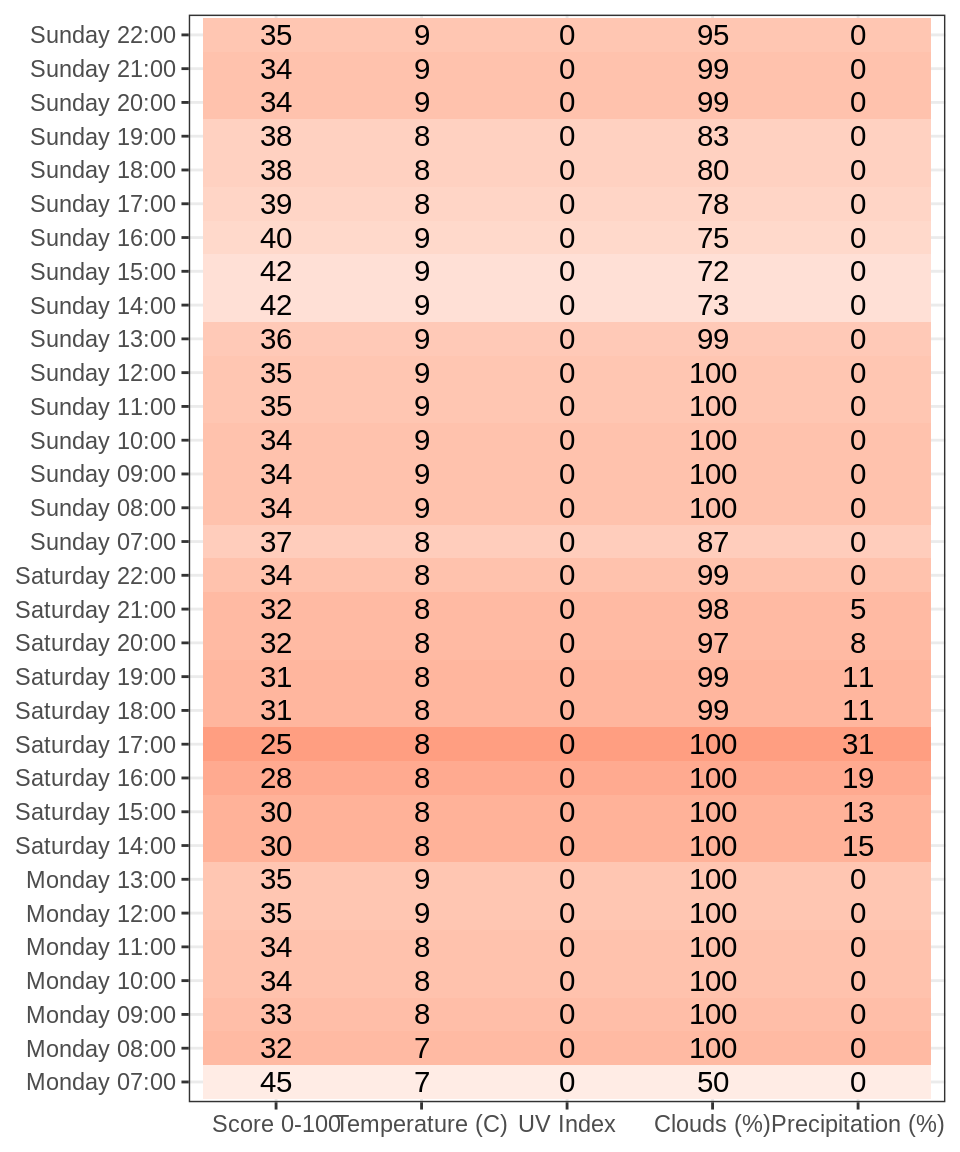 Sunday 22:00 35 9 0 95 0
Sunday 21:00 34 9 0 99 0
Sunday 20:00 34 9 0 99 0
Sunday 19:00 38 8 0 83 0
Sunday 18:00 38 8 0 80 0
Sunday 17:00 39 8 0 78 0
Sunday 16:00 40 9 0 75 0
Sunday 15:00 42 9 0 72 0
Sunday 14:00 42 9 0 73 0
Sunday 13:00 36 9 0 99 0
Sunday 12:00 35 9 0 100 0
Sunday 11:00 35 9 0 100 0
Sunday 10:00 34 9 0 100 0
Sunday 09:00 34 9 0 100 0
Sunday 08:00 34 9 0 100 0
Sunday 07:00 37 8 0 87 0
Saturday 22:00 34 8 0 99 0
Saturday 21:00 32 8 0 98 5
Saturday 20:00 32 8 0 97 8
Saturday 19:00 31 8 0 99 11
Saturday 18:00 31 8 0 99 11
Saturday 17:00 25 8 0 100 31
Saturday 16:00 28 8 0 100 19
Saturday 15:00 30 8 0 100 13
Saturday 14:00 30 8 0 100 15
Monday 13:00 35 9 0 100 0
Monday 12:00 35 9 0 100 0
Monday 11:00 34 8 0 100 0
Monday 10:00 34 8 0 100 0
Monday 09:00 33 8 0 100 0
Monday 08:00 32 7 0 100 0
Monday 07:00 45 7 0 50 0
Score 0-100 Temperature (C) UV Index Clouds (%) Precipitation (%)